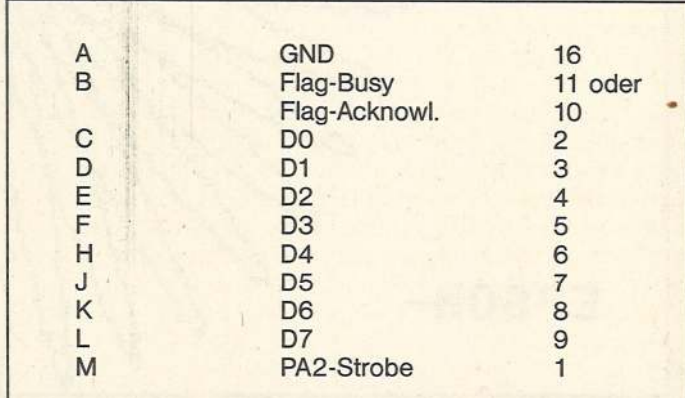 A GND 16
B Flag-Busy 11 oder
Flag-Acknowl. 10
C D0 2
D D1 3
E D2 4
F D3 5
H D4 6
J D5 7
K D6 8
L D7 9
M PA2-Strobe 1